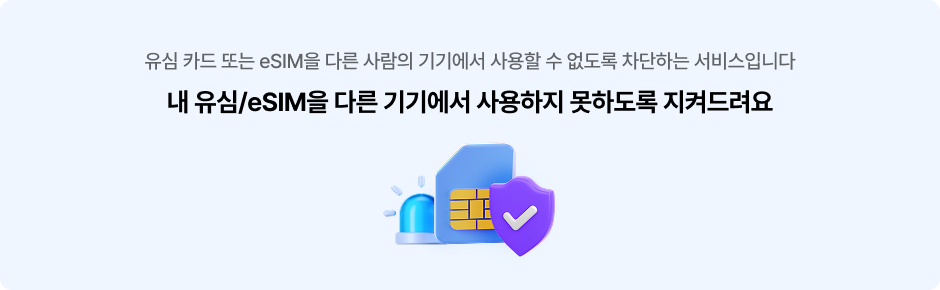 유심 카드 또는 eSIM을 다른 사람의 기기에서 사용할 수 없도록 차단하는 서비스입니다
내 유심/eSIM을 다른 기기에서 사용하지 못하도록 지켜드려요